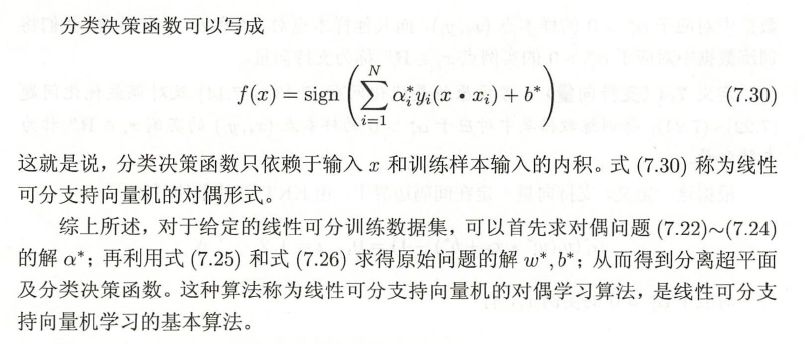 分类决策函数可以写成
f(x) = sign ( ∑_{i=1}^{N} α_i^* y_i (x • x_i) + b^* ) (7.30)
这就是说，分类决策函数只依赖于输入 x 和训练样本输入的内积。式 (7.30) 称为线性
可分支持向量机的对偶形式。
综上所述，对于给定的线性可分训练数据集，可以首先求对偶问题 (7.22)～(7.24)
的解 α*；再利用式 (7.25) 和式 (7.26) 求得原始问题的解 w*, b*；从而得到分离超平面
及分类决策函数。这种算法称为线性可分支持向量机的对偶学习算法，是线性可分支
持向量机学习的基本算法。